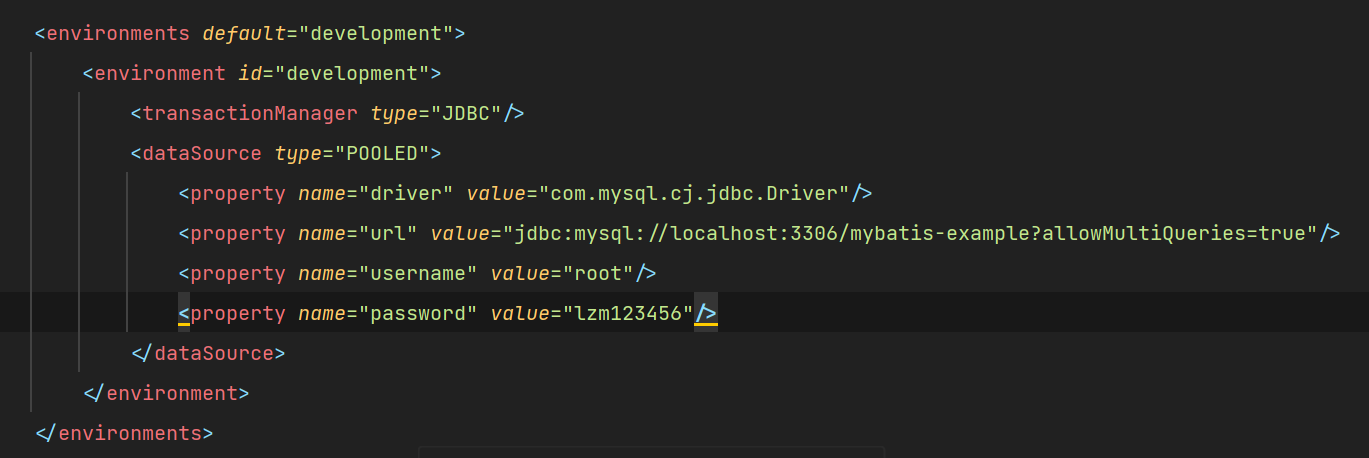 <environments default="development">
<environment id="development">
<transactionManager type="JDBC"/>
<dataSource type="POOLED">
<property name="driver" value="com.mysql.cj.jdbc.Driver"/>
<property name="url" value="jdbc:mysql://localhost:3306/mybatis-example?allowMultiQueries=true"/>
<property name="username" value="root"/>
<property name="password" value="lzm123456"/>
</dataSource>
</environment>
</environments>